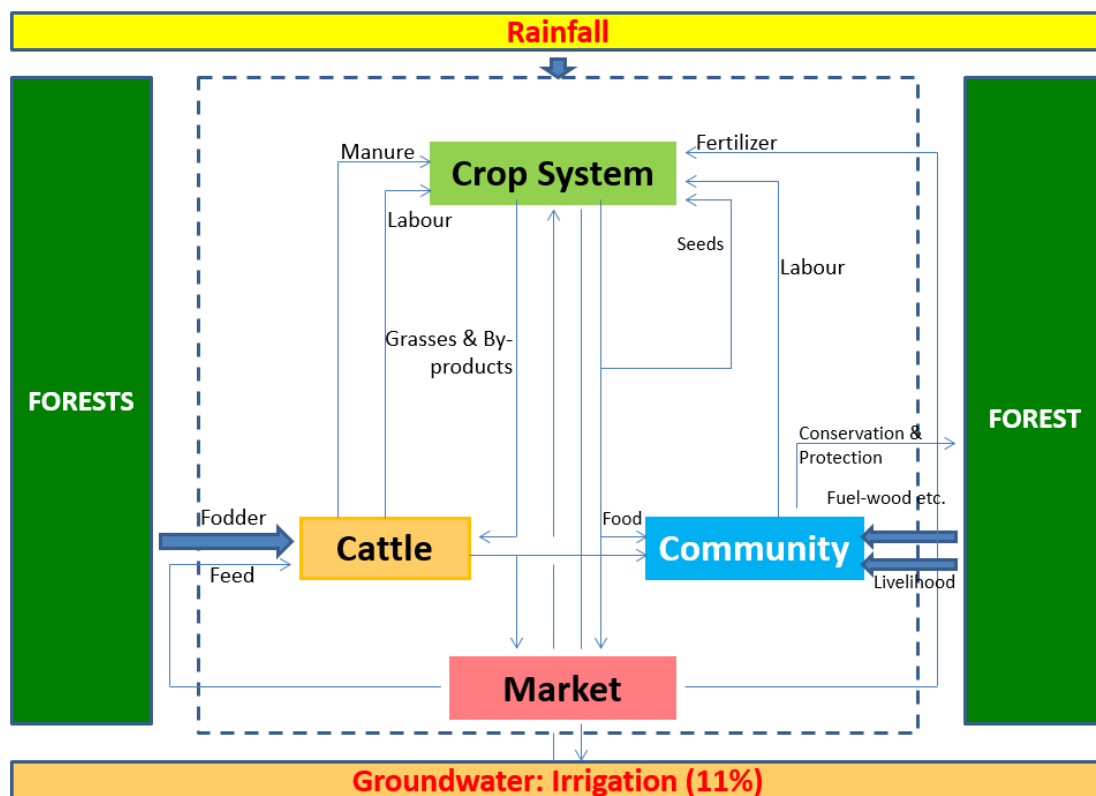 Rainfall
Manure
Fertilizer
Crop System
Labour
Seeds
Labour
Grasses & By-
products
FORESTS
FOREST
Conservation &
Protection
Fuel-wood etc.
Fodder
Food
Cattle
Community
Feed
Livelihood
Market
Groundwater: Irrigation (11%)